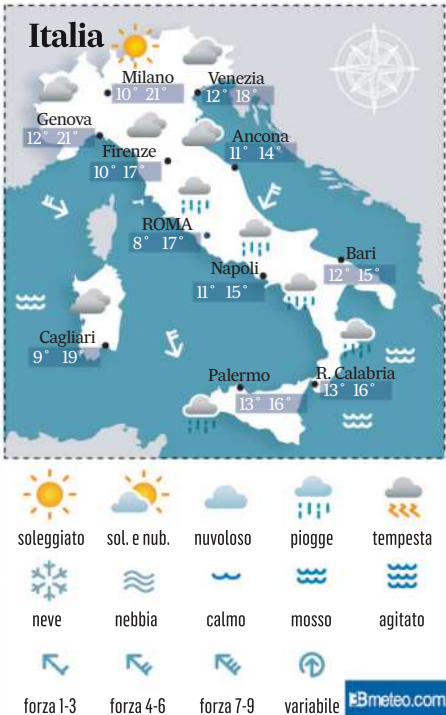 Italia
Milano
10° 21°
Venezia
12° 18°
Genova
12° 21°
Firenze
10° 17°
Ancona
11° 14°
ROMA
8° 17°
Napoli
11° 15°
Bari
12° 15°
Cagliari
9° 19°
Palermo
13° 16°
R. Calabria
13° 16°
soleggiato sol. e nub. nuvoloso piogge tempesta
neve nebbia calmo mosso agitato
forza 1-3 forza 4-6 forza 7-9 variabile
3Bmeteo.com